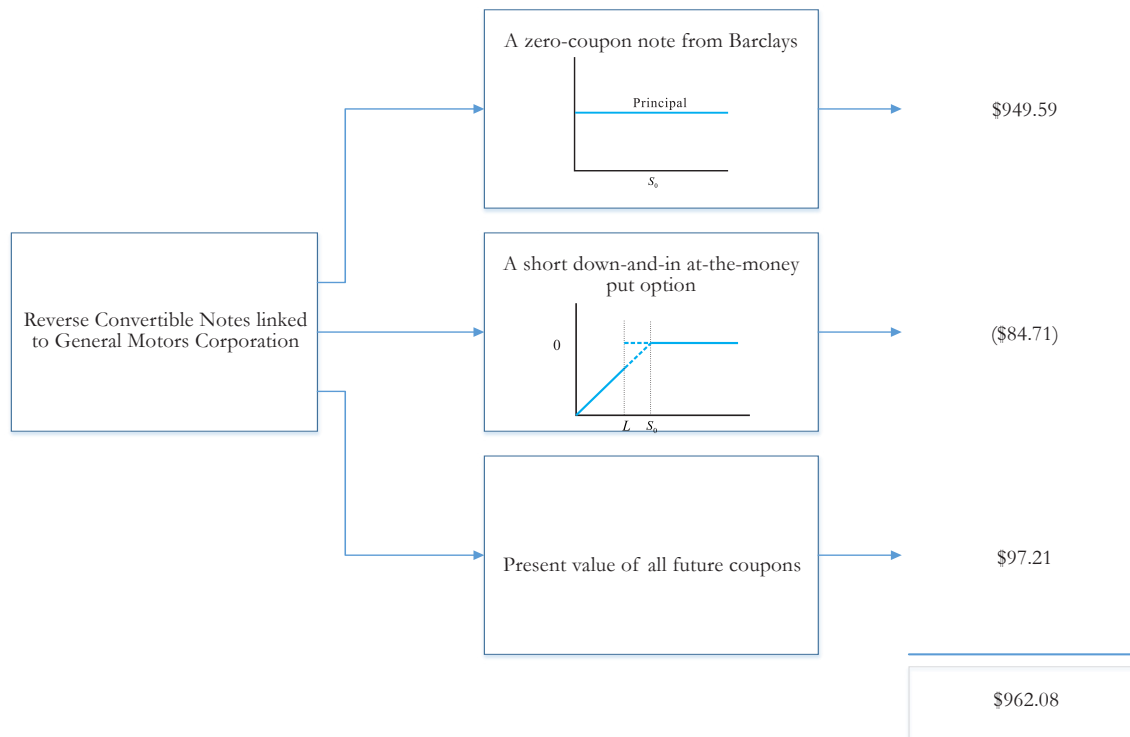 A zero-coupon note from Barclays
Principal
S₀
$949.59
Reverse Convertible Notes linked
to General Motors Corporation
A short down-and-in at-the-money
put option
0
L S₀
($84.71)
Present value of all future coupons
$97.21
$962.08